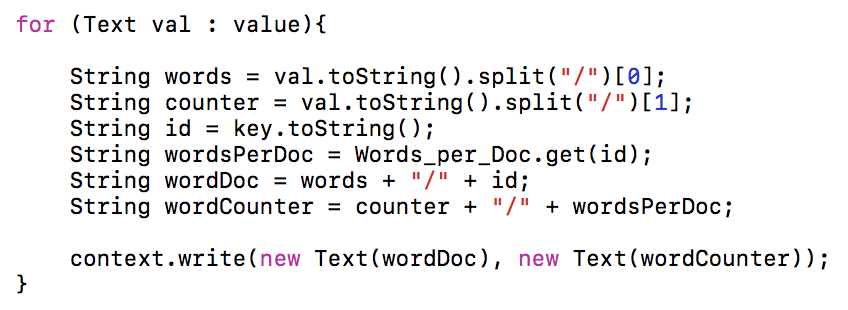 for (Text val : value){
String words = val.toString().split("/")[0];
String counter = val.toString().split("/")[1];
String id = key.toString();
String wordsPerDoc = Words_per_Doc.get(id);
String wordDoc = words + "/" + id;
String wordCounter = counter + "/" + wordsPerDoc;
context.write(new Text(wordDoc), new Text(wordCounter));
}